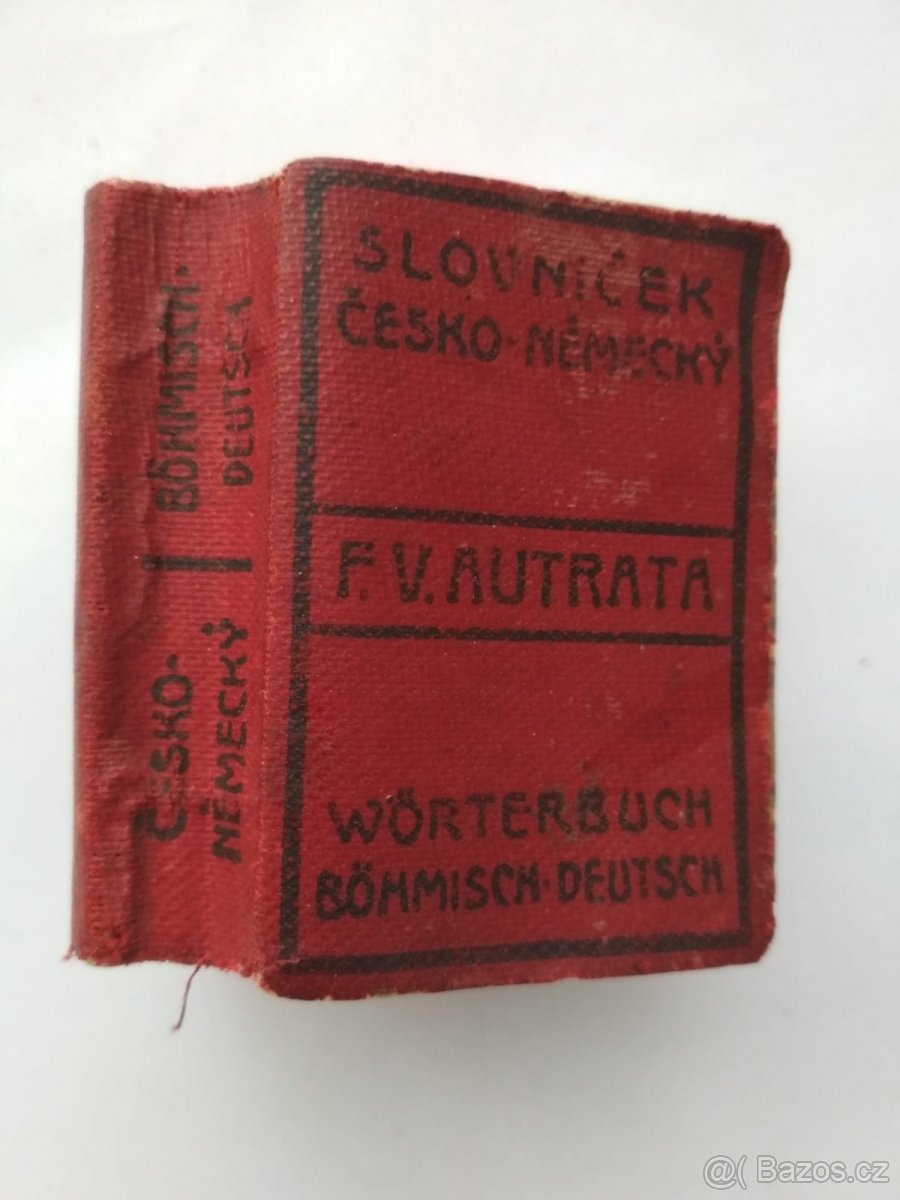 SLOVNÍČEK
ČESKO-NĚMECKÝ
F. V. AUTRATA
WÖRTERBUCH
BÖHMISCH-DEUTSCH
ČESKO-
NĚMECKÝ
BÖHMISCH-
DEUTSCH
@( Bazos.cz